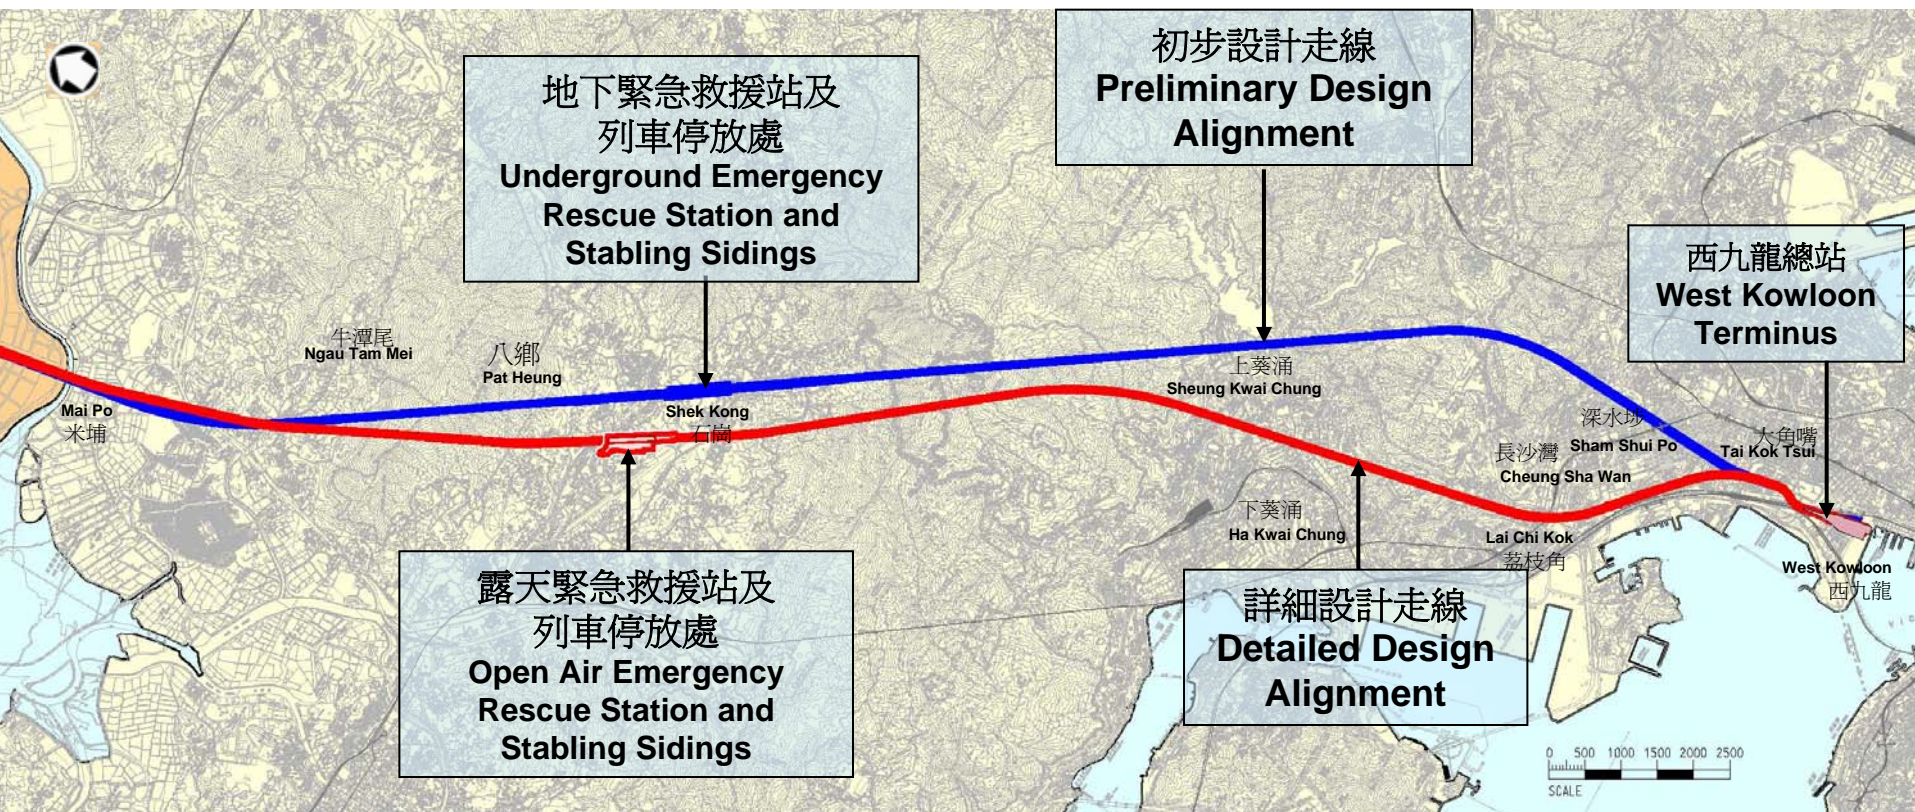 初步設計走線
Preliminary Design
Alignment
地下緊急救援站及
列車停放處
Underground Emergency
Rescue Station and
Stabling Sidings
西九龍總站
West Kowloon
Terminus
牛潭尾
Ngau Tam Mei
八鄉
Pat Heung
上葵涌
Sheung Kwai Chung
Mai Po
米埔
Shek Kong
石崗
深水埗
Sham Shui Po
大角嘴
Tai Kok Tsui
長沙灣
Cheung Sha Wan
下葵涌
Ha Kwai Chung
Lai Chi Kok
荔枝角
West Kowloon
西九龍
露天緊急救援站及
列車停放處
Open Air Emergency
Rescue Station and
Stabling Sidings
詳細設計走線
Detailed Design
Alignment
0 500 1000 1500 2000 2500
SCALE